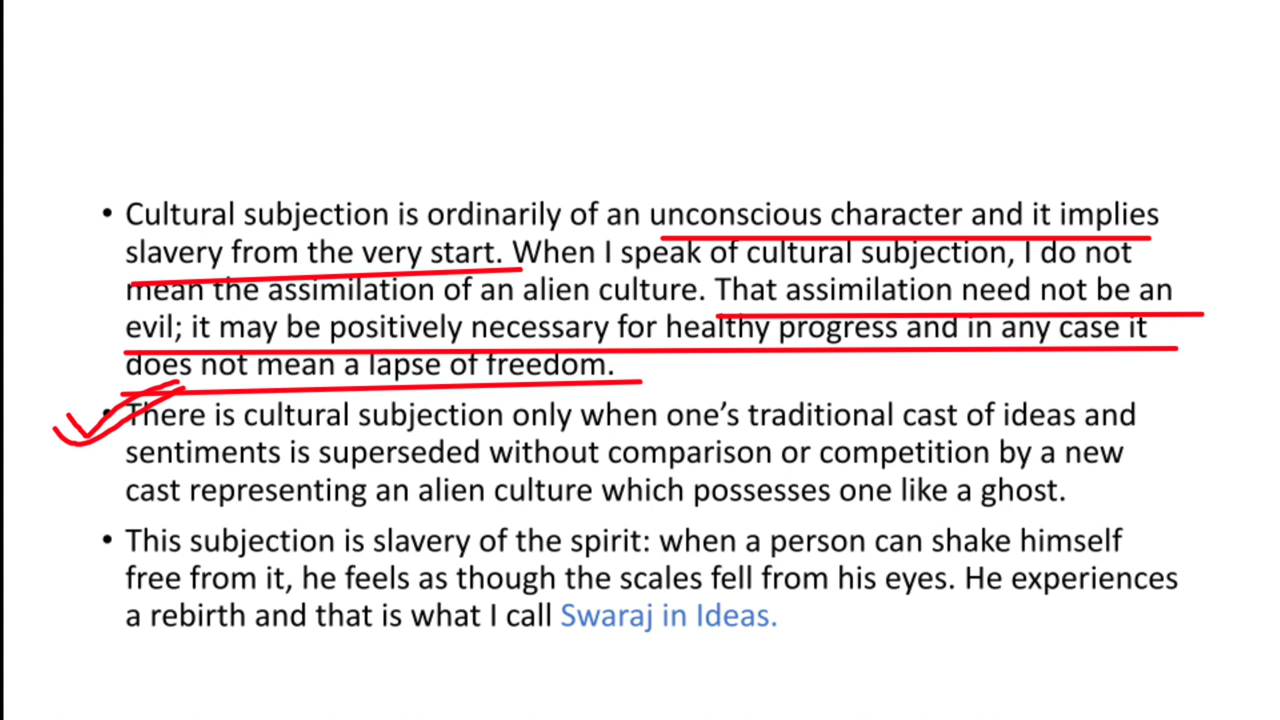 • Cultural subjection is ordinarily of an unconscious character and it implies
slavery from the very start. When I speak of cultural subjection, I do not
mean the assimilation of an alien culture. That assimilation need not be an
evil; it may be positively necessary for healthy progress and in any case it
does not mean a lapse of freedom.
• There is cultural subjection only when one’s traditional cast of ideas and
sentiments is superseded without comparison or competition by a new
cast representing an alien culture which possesses one like a ghost.
• This subjection is slavery of the spirit: when a person can shake himself
free from it, he feels as though the scales fell from his eyes. He experiences
a rebirth and that is what I call Swaraj in Ideas.